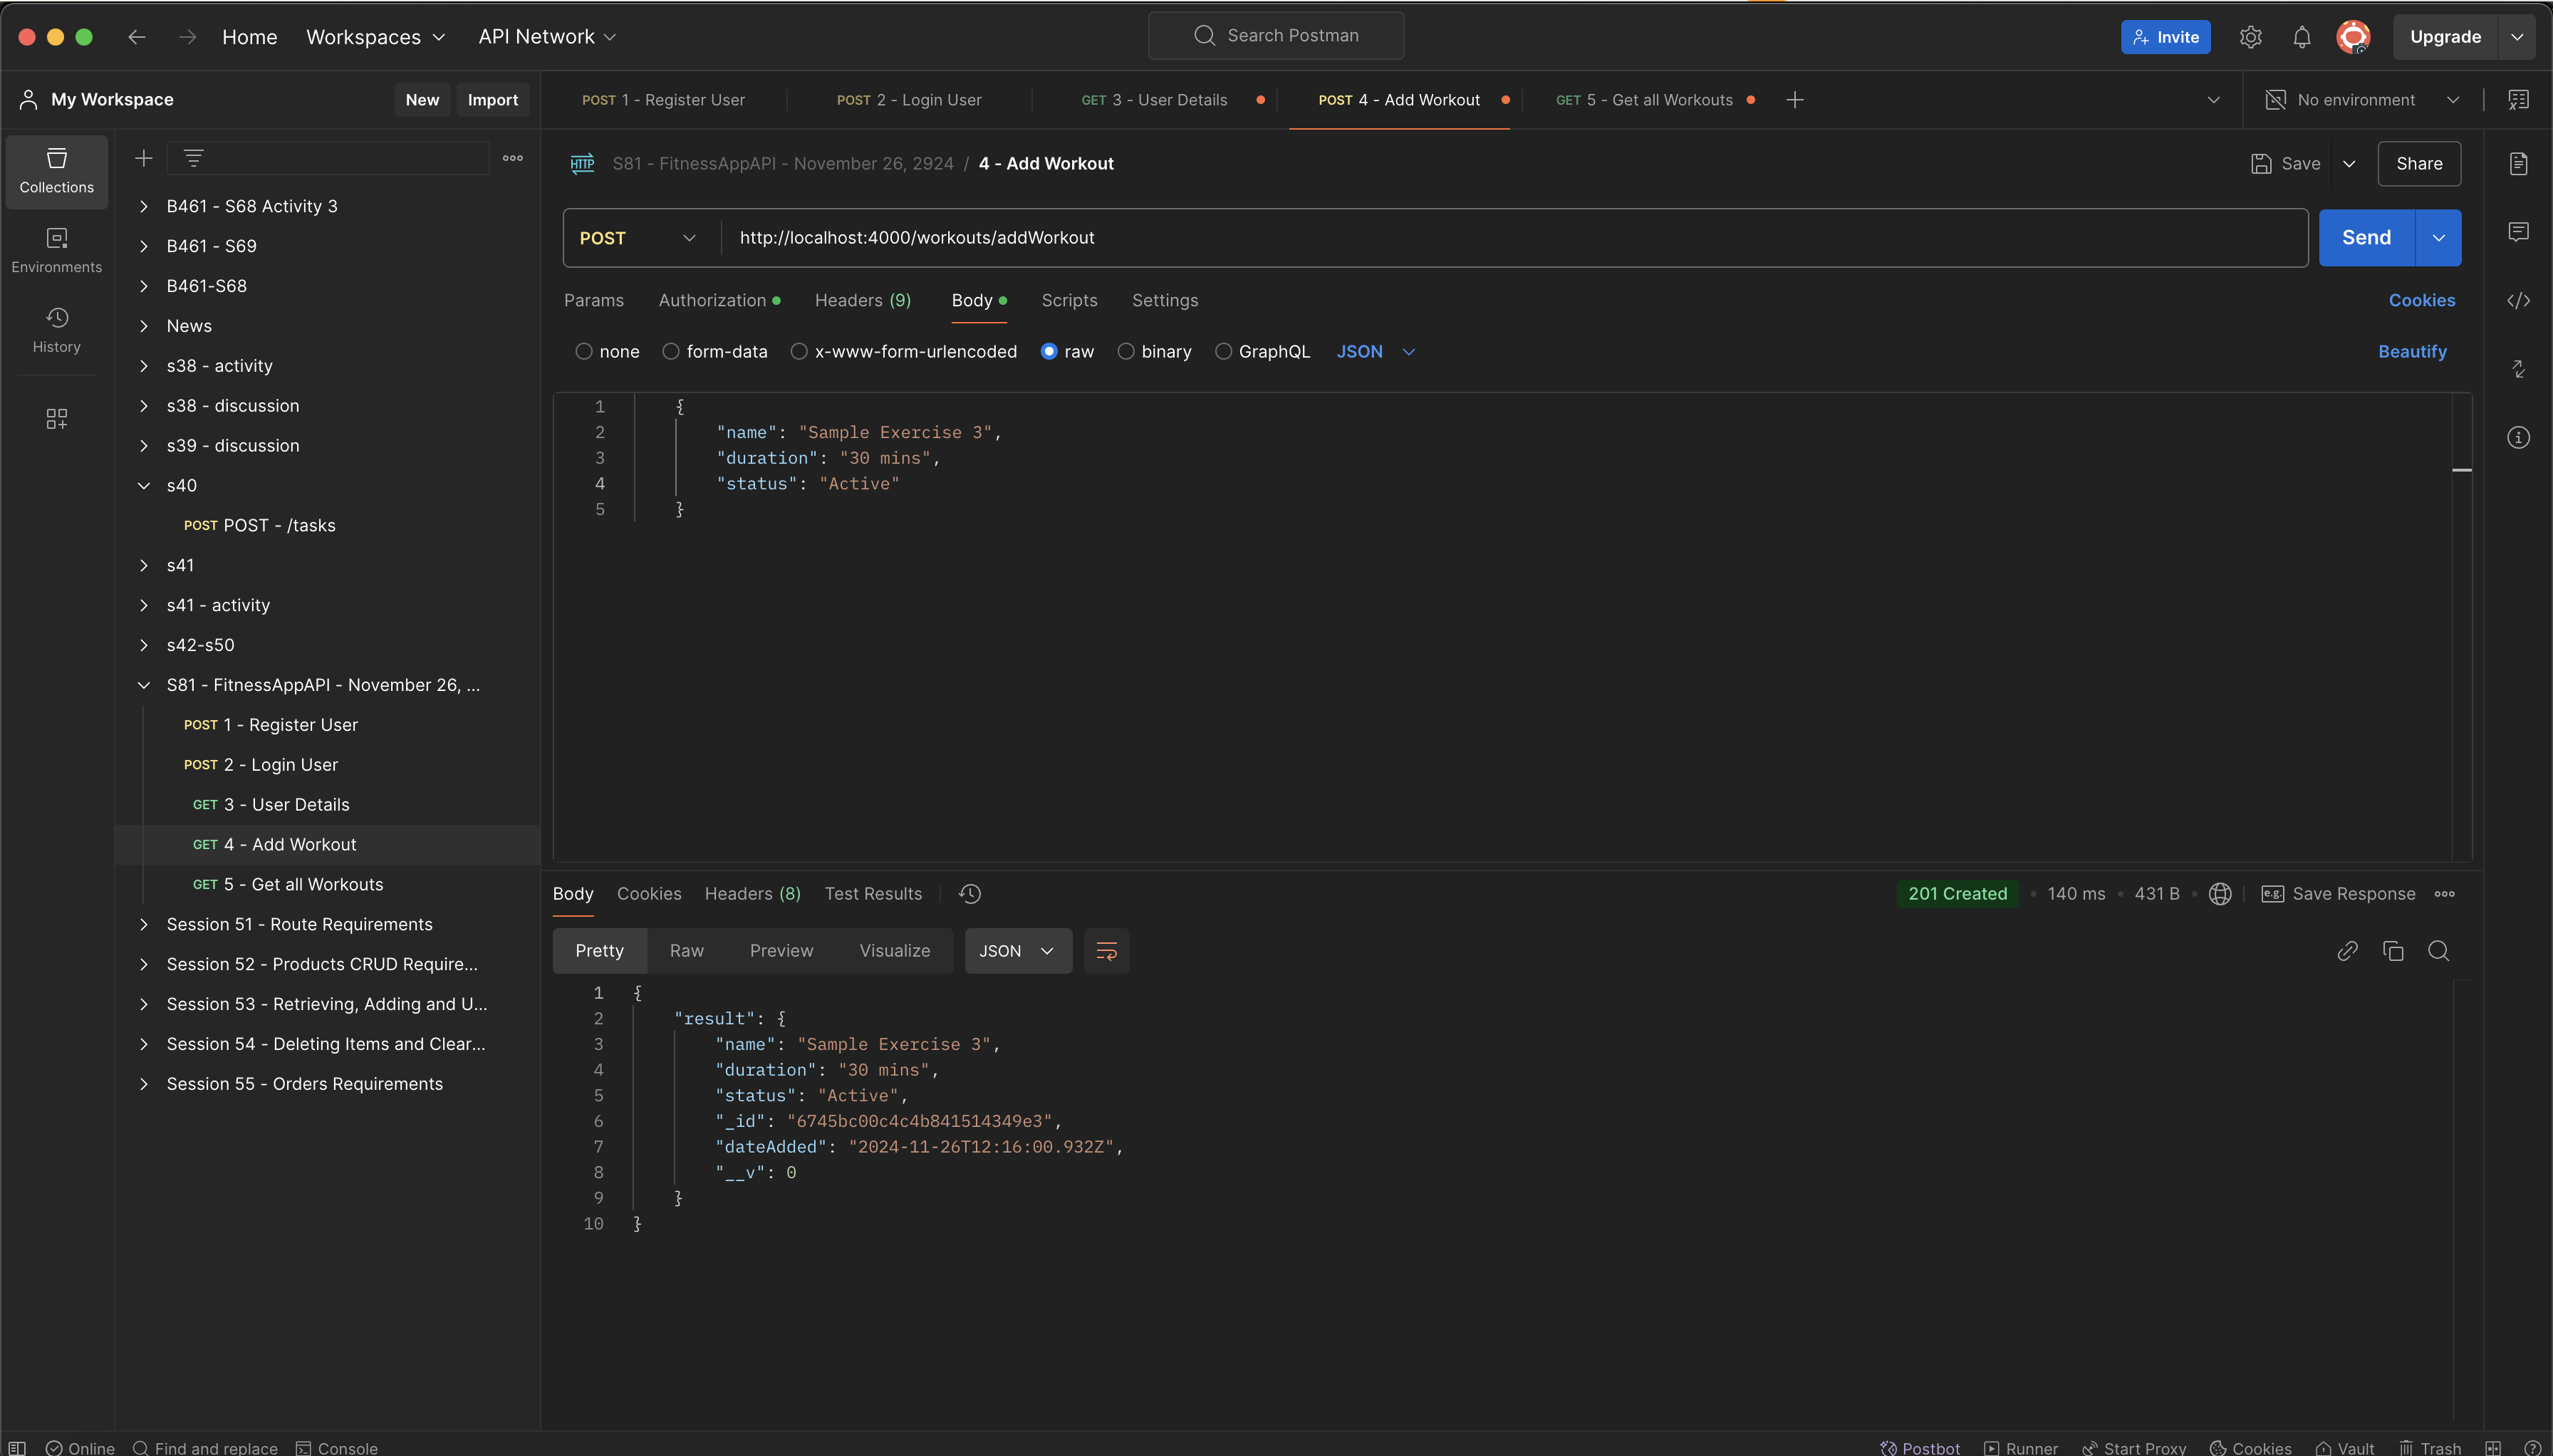 Home Workspaces API Network Search Postman Invite Upgrade
My Workspace New Import
POST 1 - Register User POST 2 - Login User GET 3 - User Details POST 4 - Add Workout GET 5 - Get all Workouts No environment
Collections
Environments
History
B461 - S68 Activity 3
B461 - S69
B461-S68
News
s38 - activity
s38 - discussion
s39 - discussion
s40
POST POST - /tasks
s41
s41 - activity
s42-s50
S81 - FitnessAppAPI - November 26, ...
POST 1 - Register User
POST 2 - Login User
GET 3 - User Details
GET 4 - Add Workout
GET 5 - Get all Workouts
Session 51 - Route Requirements
Session 52 - Products CRUD Require...
Session 53 - Retrieving, Adding and U...
Session 54 - Deleting Items and Clear...
Session 55 - Orders Requirements
HTTP S81 - FitnessAppAPI - November 26, 2924 / 4 - Add Workout Save Share
POST http://localhost:4000/workouts/addWorkout Send
Params Authorization Headers (9) Body Scripts Settings Cookies
none form-data x-www-form-urlencoded raw binary GraphQL JSON Beautify
1 {
2 "name": "Sample Exercise 3",
3 "duration": "30 mins",
4 "status": "Active"
5 }
Body Cookies Headers (8) Test Results 201 Created 140 ms 431 B e.g. Save Response
Pretty Raw Preview Visualize JSON
1 {
2 "result": {
3 "name": "Sample Exercise 3",
4 "duration": "30 mins",
5 "status": "Active",
6 "_id": "6745bc00c4c4b841514349e3",
7 "dateAdded": "2024-11-26T12:16:00.932Z",
8 "__v": 0
9 }
10 }
Online Find and replace Console Postbot Runner Start Proxy Cookies Vault Trash